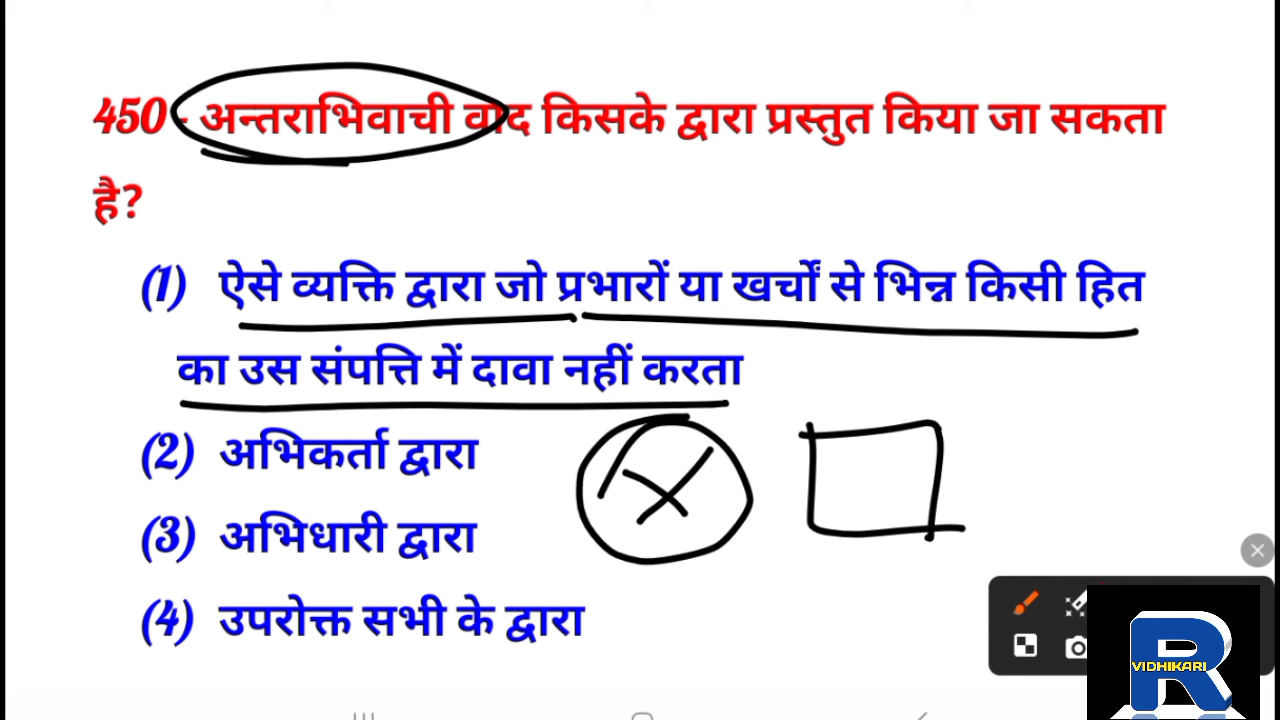 450 - अन्तराभिवाची वाद किसके द्वारा प्रस्तुत किया जा सकता
है?
(1) ऐसे व्यक्ति द्वारा जो प्रभारों या खर्चों से भिन्न किसी हित
का उस संपत्ति में दावा नहीं करता
(2) अभिकर्ता द्वारा
(3) अभिधारी द्वारा
(4) उपरोक्त सभी के द्वारा
R
VIDHIKARI